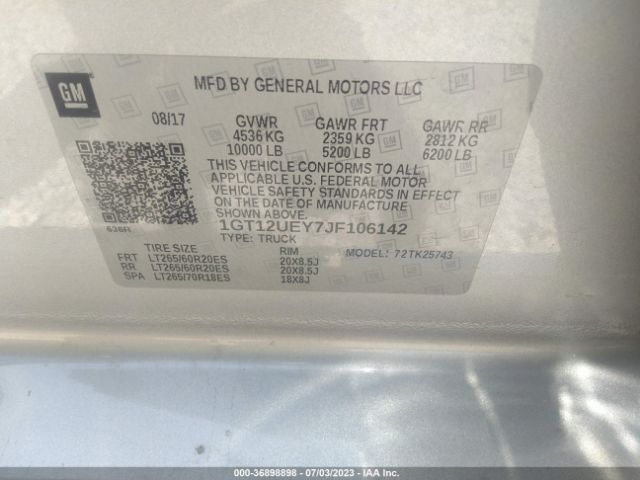 GM
MFD BY GENERAL MOTORS LLC
08/17 GVWR GAWR FRT GAWR RR
4536 KG 2359 KG 2812 KG
10000 LB 5200 LB 6200 LB
THIS VEHICLE CONFORMS TO ALL
APPLICABLE U.S. FEDERAL MOTOR
VEHICLE SAFETY STANDARDS IN EFFECT
ON THE DATE OF MANUFACTURE
SHOWN ABOVE.
636R 1GT12UEY7JF106142
TYPE: TRUCK
TIRE SIZE RIM MODEL: 72TK25743
FRT LT265/60R20ES 20X8.5J
RR LT265/60R20ES 20X8.5J
SPA LT265/70R18ES 18X8J
000-36898898 - 07/03/2023 - IAA Inc.